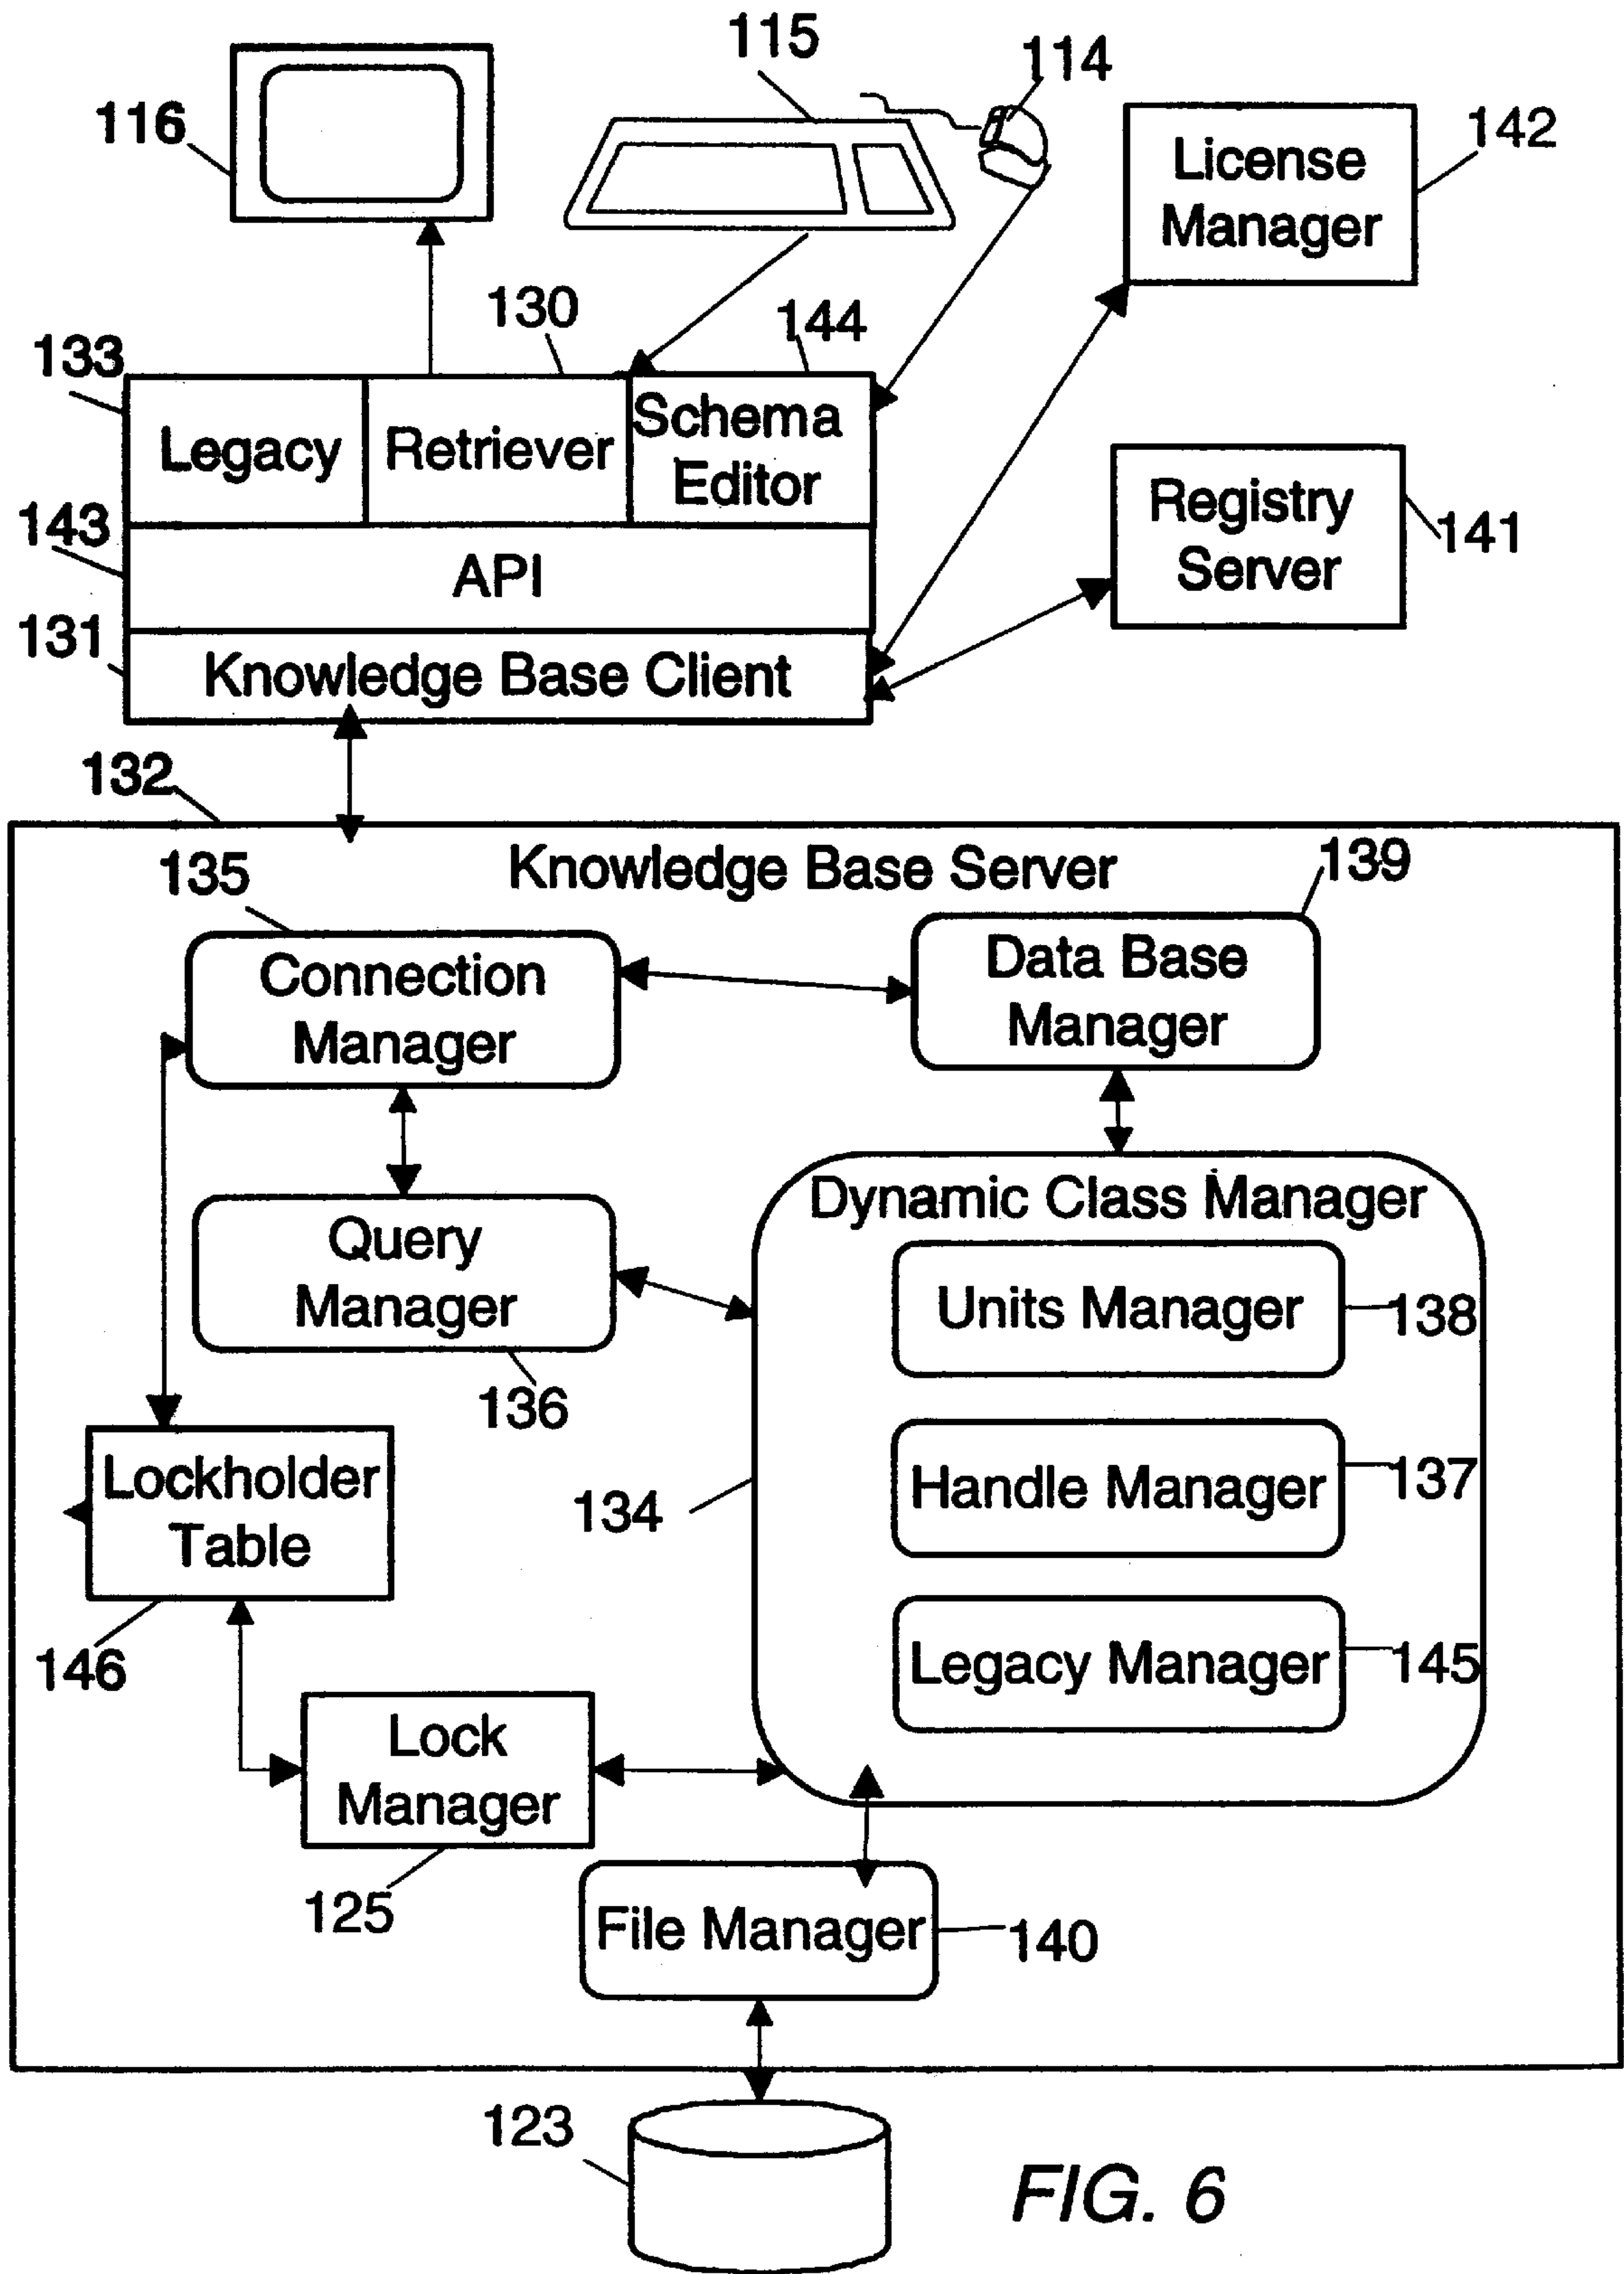 115
114
116
142
License
Manager
130
144
133
Legacy
Retriever
Schema
Editor
Registry
Server
141
143
API
131
Knowledge Base Client
132
Knowledge Base Server
135
139
Connection
Manager
Data Base
Manager
Dynamic Class Manager
Query
Manager
Units Manager
138
136
Lockholder
Table
134
Handle Manager
137
146
Legacy Manager
145
Lock
Manager
125
File Manager
140
123
FIG. 6